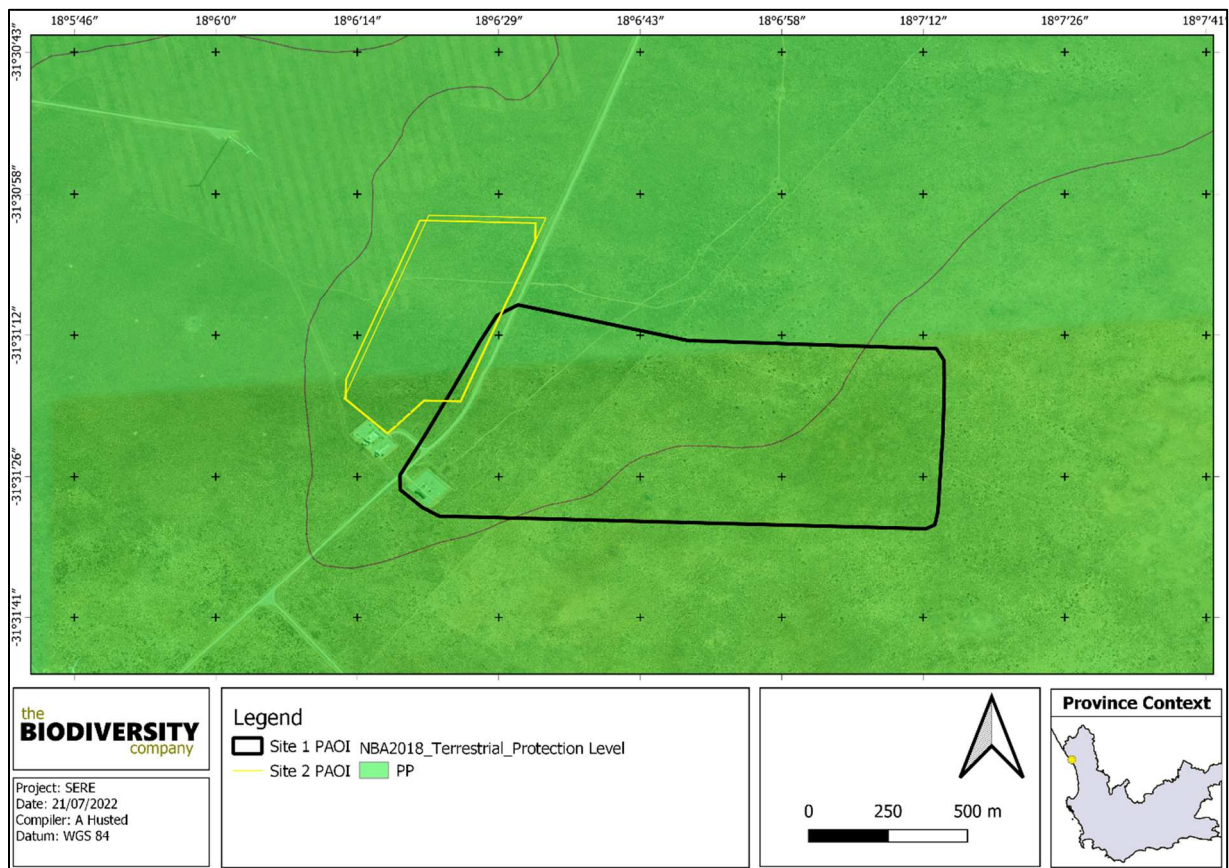 18°5'46" 18°6'0" 18°6'14" 18°6'29" 18°6'43" 18°6'58" 18°7'12" 18°7'26" 18°7'41"
-31°30'43"
-31°30'58"
-31°31'12"
-31°31'26"
-31°31'41"
the
BIODIVERSITY
company
Project: SERE
Date: 21/07/2022
Compiler: A Husted
Datum: WGS 84
Legend
Site 1 PAOI NBA2018_Terrestrial_Protection Level
Site 2 PAOI PP
0 250 500 m
Province Context